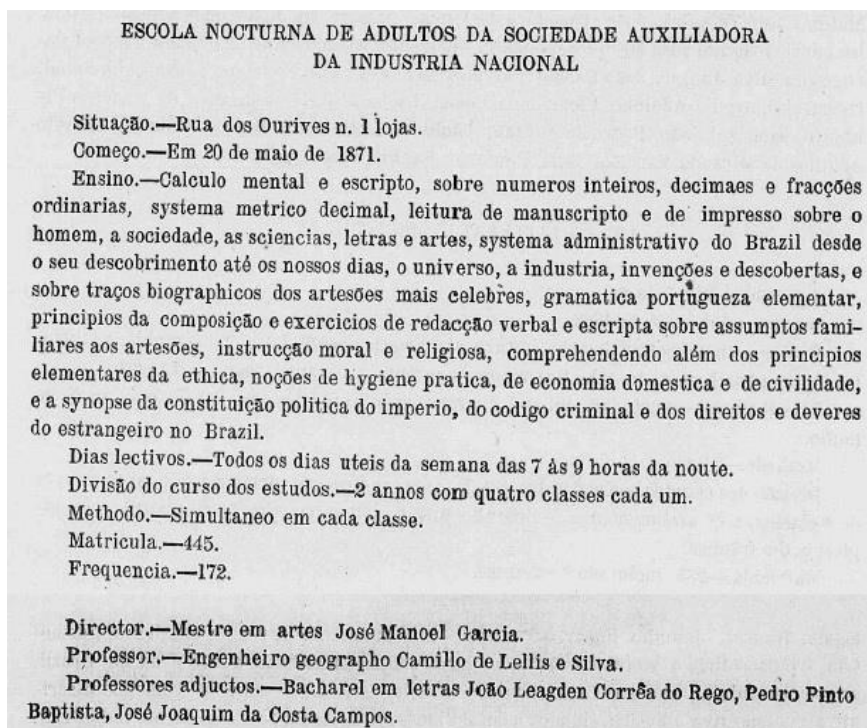 ESCOLA NOCTURNA DE ADULTOS DA SOCIEDADE AUXILIADORA
DA INDUSTRIA NACIONAL
Situação.—Rua dos Ourives n. 1 lojas.
Começo.—Em 20 de maio de 1871.
Ensino.—Calculo mental e escripto, sobre numeros inteiros, decimaes e fracções
ordinarias, systema metrico decimal, leitura de manuscripto e de impresso sobre o
homem, a sociedade, as sciencias, letras e artes, systema administrativo do Brazil desde
o seu descobrimento até os nossos dias, o universo, a industria, invenções e descobertas, e
sobre traços biographicos dos artesões mais celebres, gramatica portugueza elementar,
principios da composição e exercicios de redacção verbal e escripta sobre assumptos fami-
liares aos artesões, instrucção moral e religiosa, comprehendendo além dos principios
elementares da ethica, noções de hygiene pratica, de economia domestica e de civilidade,
e a synopse da constituição politica do imperio, do codigo criminal e dos direitos e deveres
do estrangeiro no Brazil.
Dias lectivos.—Todos os dias uteis da semana das 7 ás 9 horas da noute.
Divisão do curso dos estudos.—2 annos com quatro classes cada um.
Methodo.—Simultaneo em cada classe.
Matricula.—445.
Frequencia.—172.
Director.—Mestre em artes José Manoel Garcia.
Professor.—Engenheiro geographo Camillo de Lellis e Silva.
Professores adjuctos.—Bacharel em letras João Leagden Corrêa do Rego, Pedro Pinto
Baptista, José Joaquim da Costa Campos.